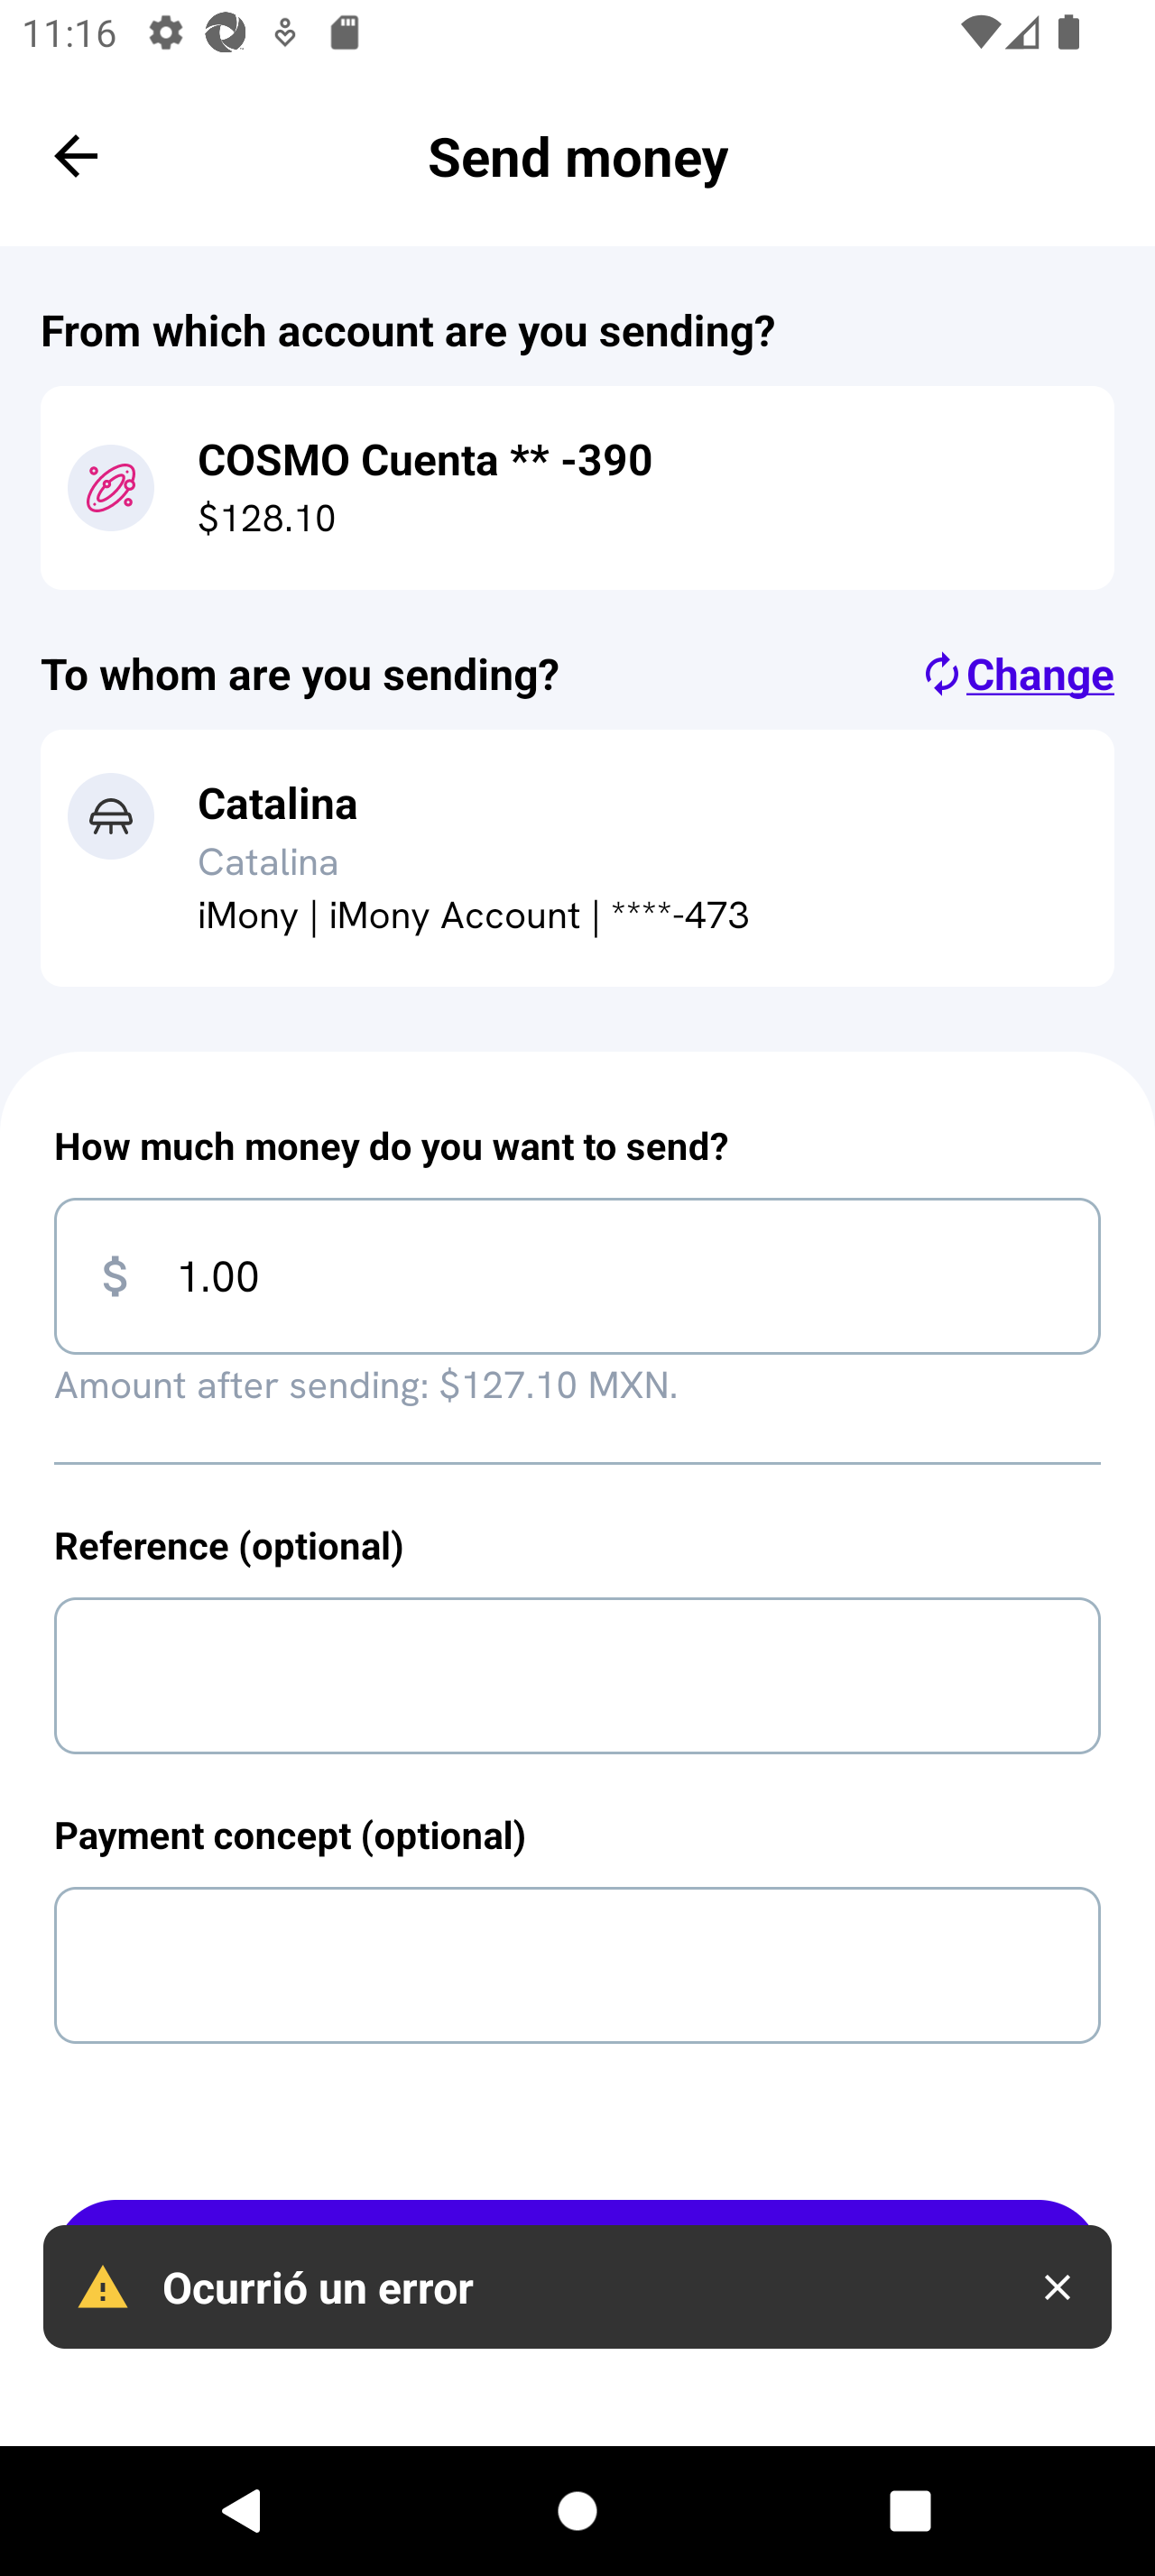 11:16
Send money
From which account are you sending?
COSMO Cuenta ** -390
$128.10
To whom are you sending?
Change
Catalina
Catalina
iMony | iMony Account | ****-473
How much money do you want to send?
$ 1.00
Amount after sending: $127.10 MXN.
Reference (optional)
Payment concept (optional)
Ocurrió un error